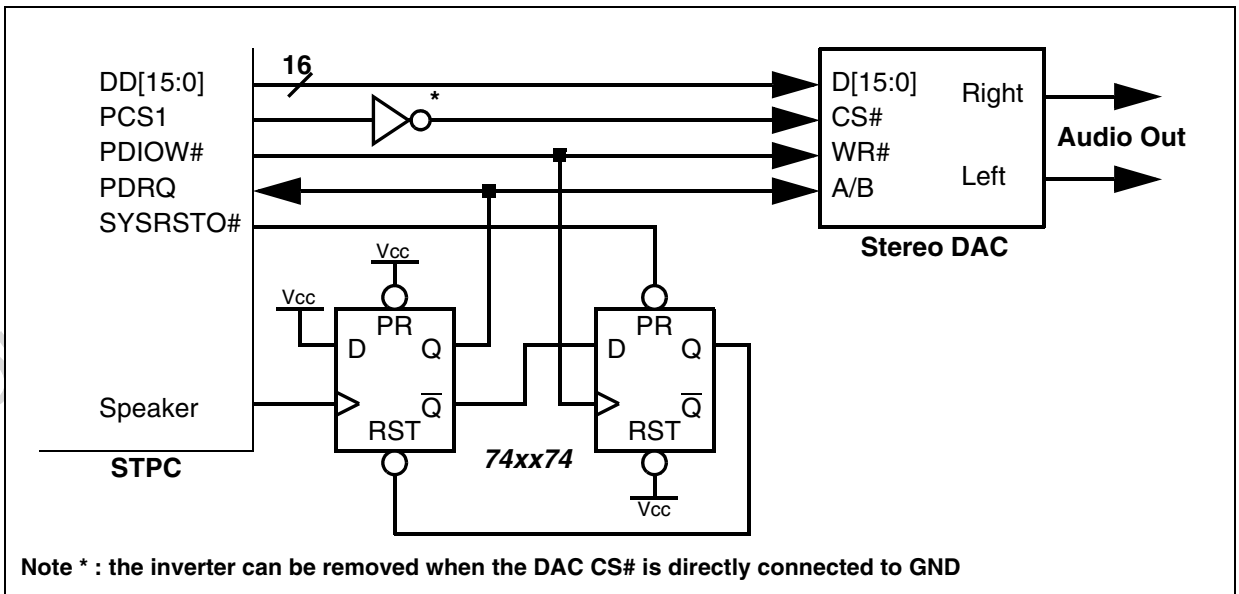 16
DD[15:0]
PCS1
PDIOW#
PDRQ
SYSRSTO#
Speaker
STPC
*
D[15:0]
CS#
WR#
A/B
Right
Left
Audio Out
Stereo DAC
Vcc
Vcc
PR
D
Q
Q
RST
74xx74
PR
D
Q
Q
RST
Vcc
Note * : the inverter can be removed when the DAC CS# is directly connected to GND